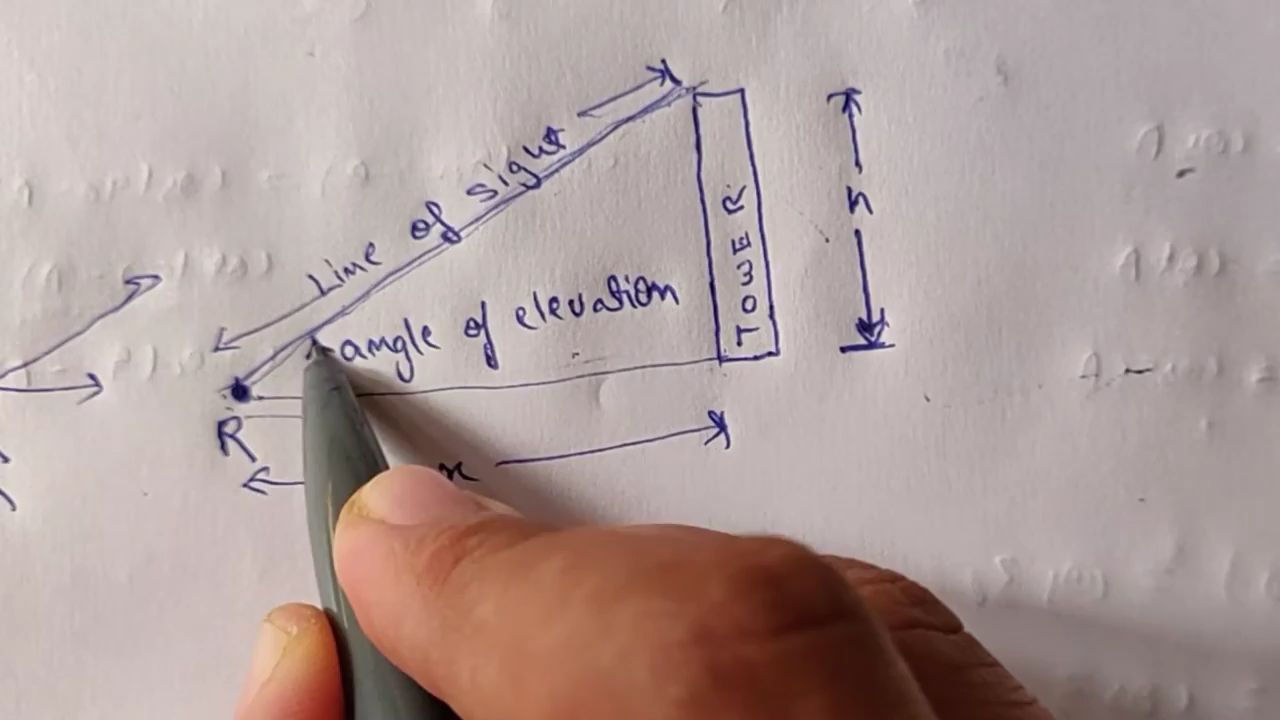 Line of sight
TOWER
h
angle of elevation
R
x